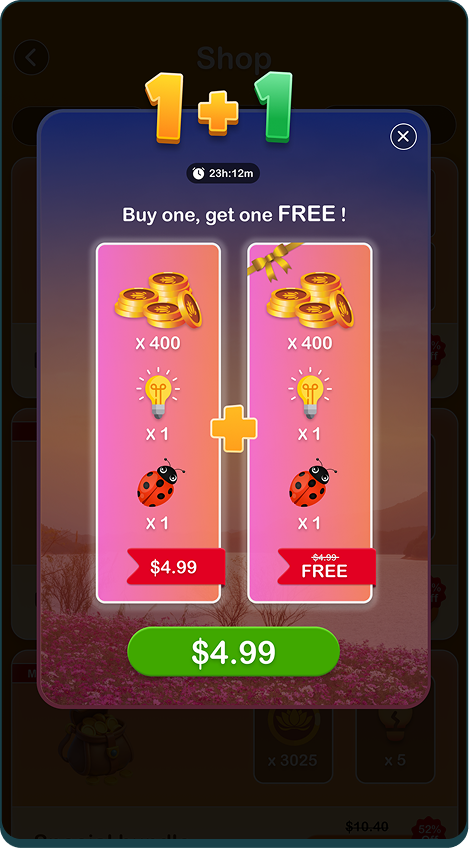 Shop
1+1
23h:12m
Buy one, get one FREE !
x 400
x 1
x 1
$4.99
x 400
x 1
x 1
$4.99
FREE
$4.99
x 3025
x 5
$10.40
52%